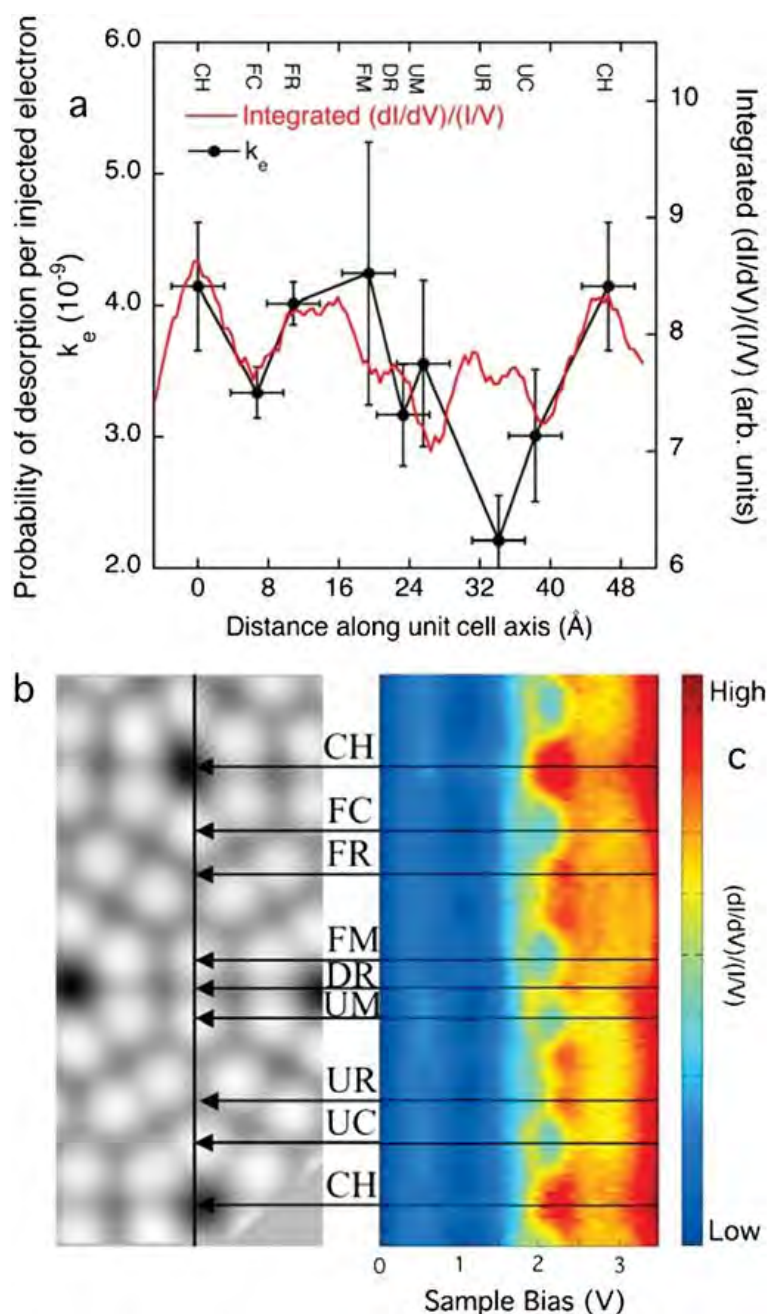 a
CH FC FR FM DR UM UR UC CH
Integrated (dI/dV)/(I/V)
kₑ
Probability of desorption per injected electron
kₑ (10⁻⁹)
6.0
5.0
4.0
3.0
2.0
10
9
8
7
6
Integrated (dI/dV)/(I/V) (arb. units)
0 8 16 24 32 40 48
Distance along unit cell axis (Å)
b
CH
FC
FR
FM
DR
UM
UR
UC
CH
High
c
(dI/dV)/(I/V)
Low
0 1 2 3
Sample Bias (V)